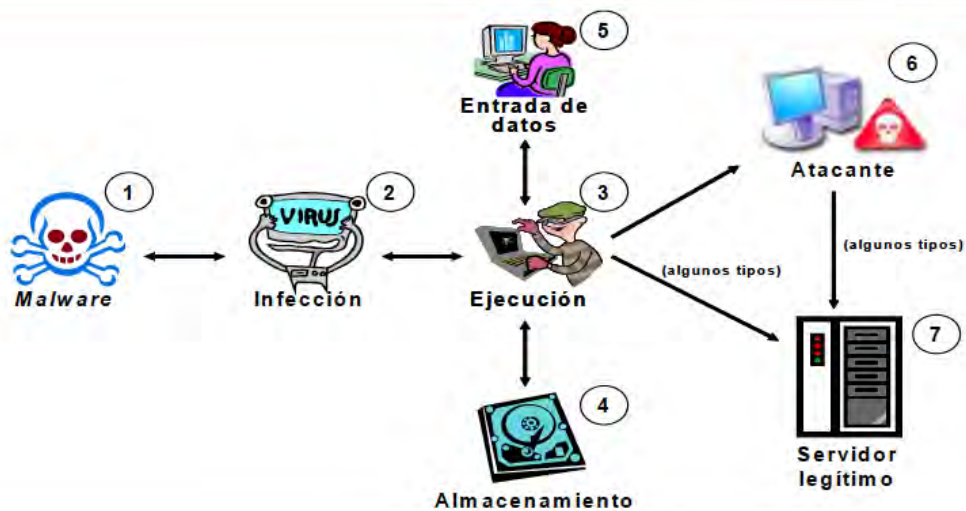 5
Entrada de
datos
6
Atacante
1
Malware
2
VIRUS
Infección
3
Ejecución
(algunos tipos)
(algunos tipos)
4
Almacenamiento
7
Servidor
legítimo